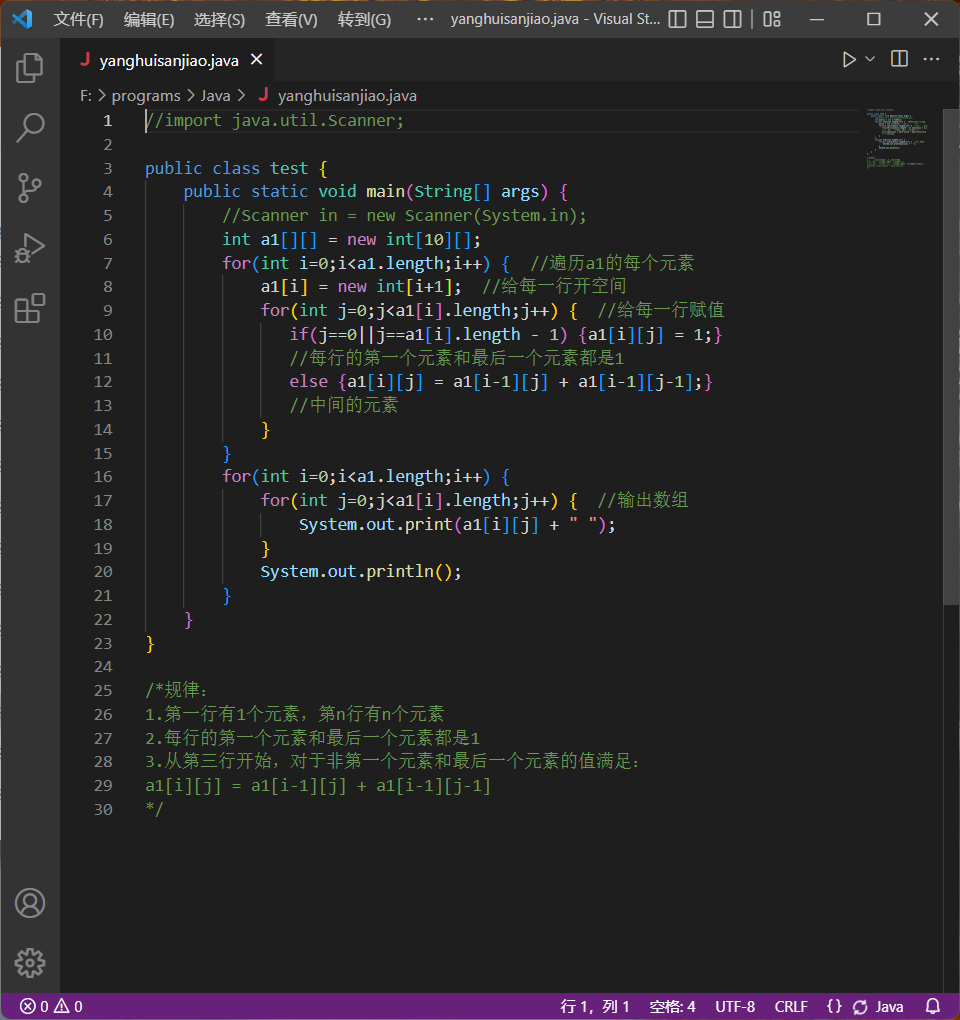 文件(F) 编辑(E) 选择(S) 查看(V) 转到(G) ··· yanghuisanjiao.java - Visual St...
J yanghuisanjiao.java
F: > programs > Java > J yanghuisanjiao.java
1 //import java.util.Scanner;
2
3 public class test {
4     public static void main(String[] args) {
5         //Scanner in = new Scanner(System.in);
6         int a1[][] = new int[10][];
7         for(int i=0;i<a1.length;i++) {  //遍历a1的每个元素
8             a1[i] = new int[i+1];  //给每一行开空间
9             for(int j=0;j<a1[i].length;j++) {  //给每一行赋值
10                if(j==0||j==a1[i].length - 1) {a1[i][j] = 1;}
11                //每行的第一个元素和最后一个元素都是1
12                else {a1[i][j] = a1[i-1][j] + a1[i-1][j-1];}
13                //中间的元素
14            }
15        }
16        for(int i=0;i<a1.length;i++) {
17            for(int j=0;j<a1[i].length;j++) {  //输出数组
18                System.out.print(a1[i][j] + " ");
19            }
20            System.out.println();
21        }
22    }
23 }
24
25 /*规律:
26 1.第一行有1个元素，第n行有n个元素
27 2.每行的第一个元素和最后一个元素都是1
28 3.从第三行开始，对于非第一个元素和最后一个元素的值满足:
29 a1[i][j] = a1[i-1][j] + a1[i-1][j-1]
30 */
0 0 行 1，列 1 空格: 4 UTF-8 CRLF {} Java